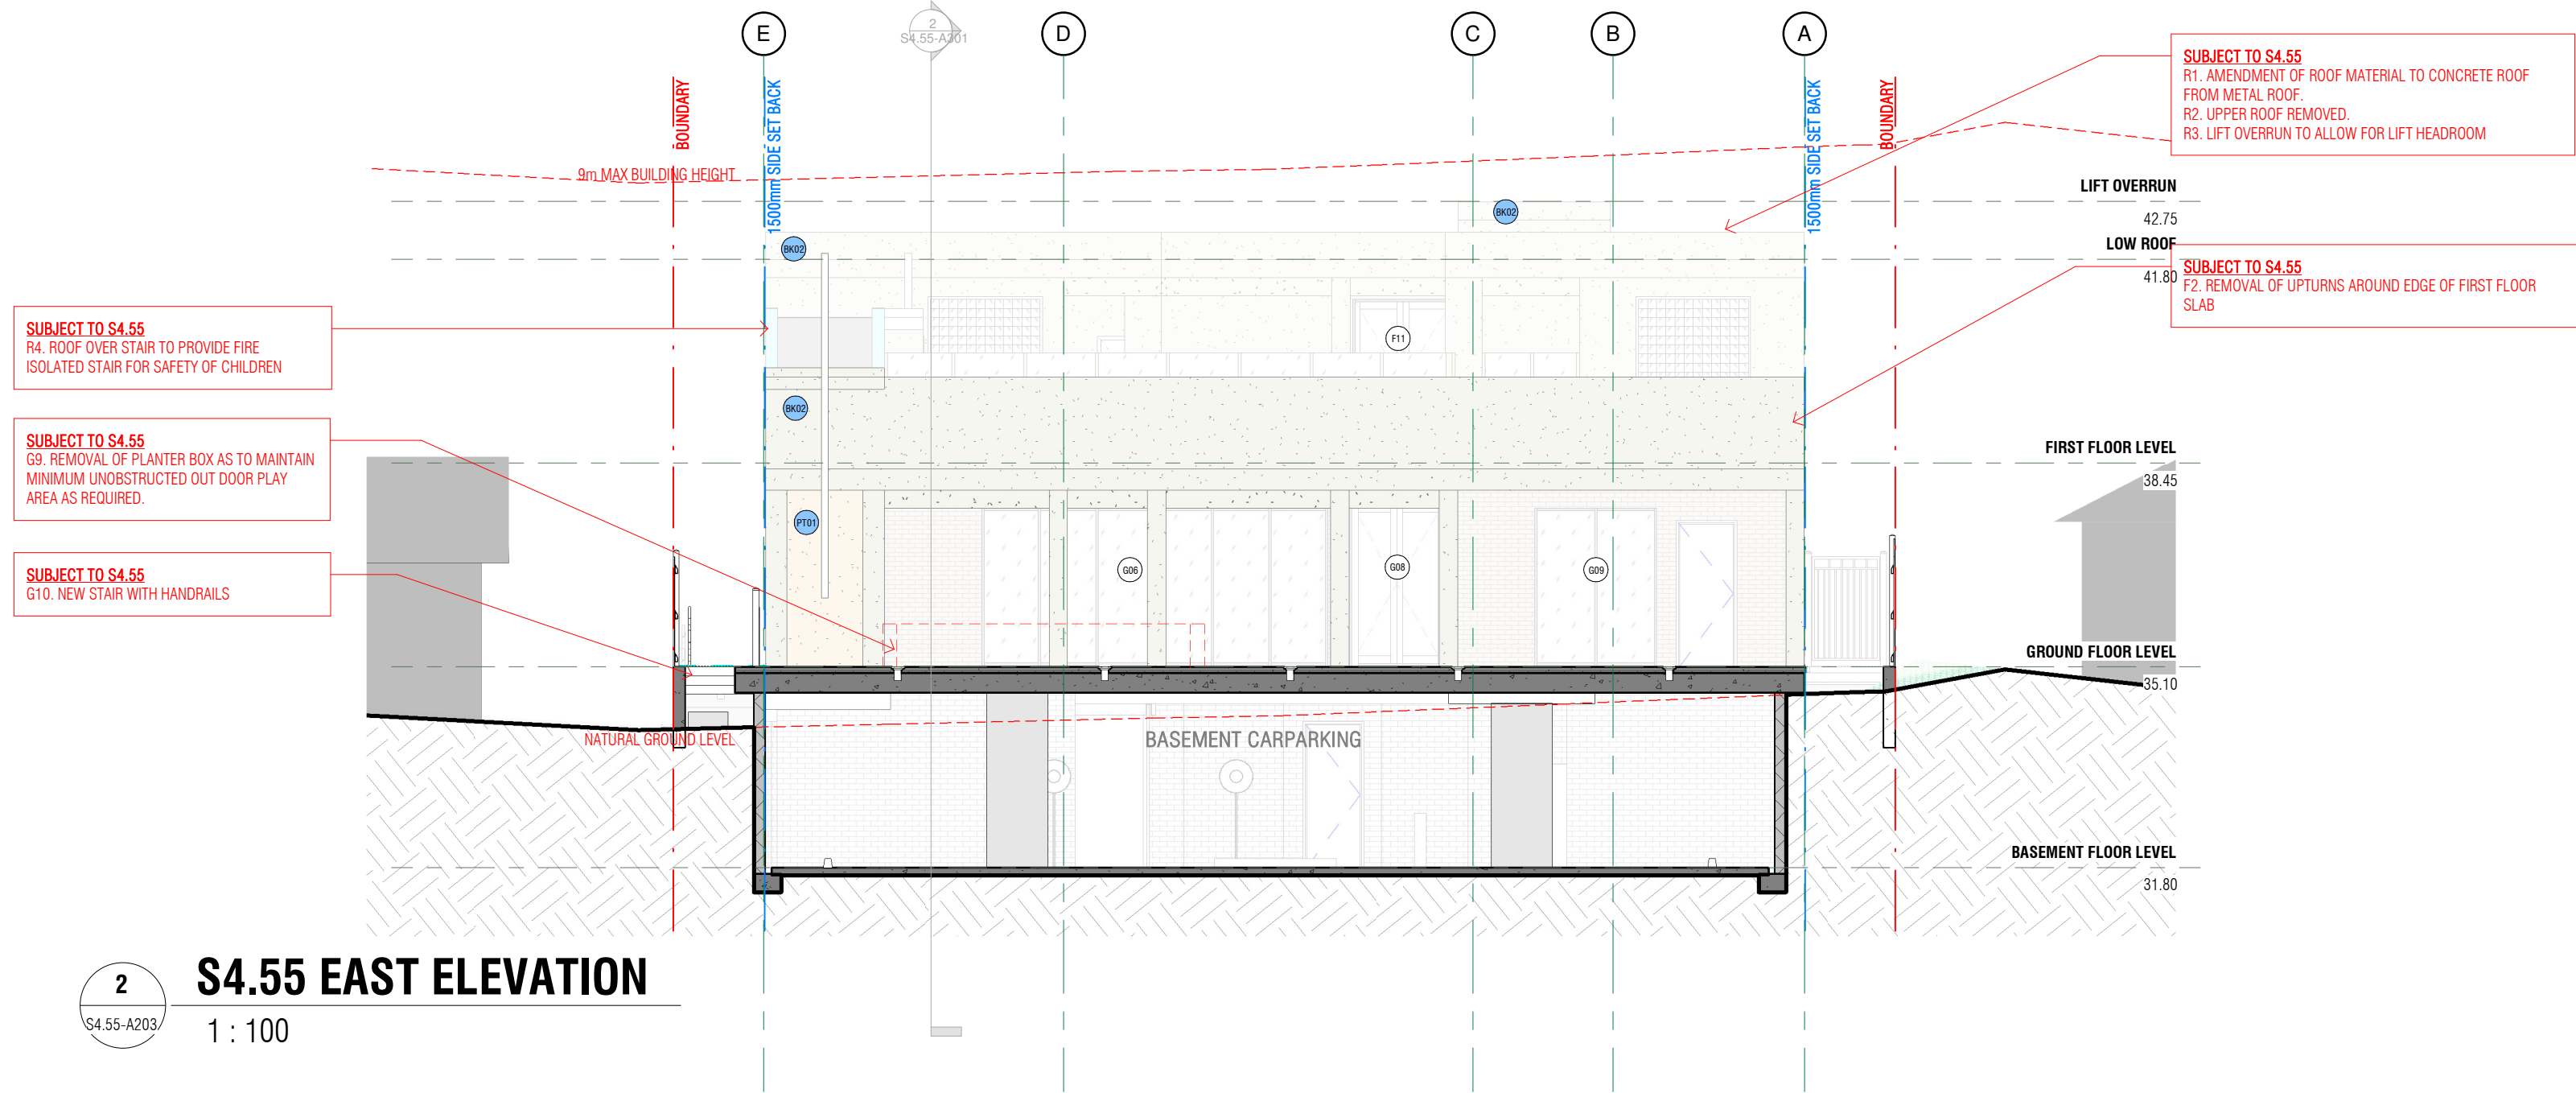 E
2
S4.55-A301
D
C
B
A
BOUNDARY
1500mm SIDE SET BACK
1500mm SIDE SET BACK
BOUNDARY
SUBJECT TO S4.55
R1. AMENDMENT OF ROOF MATERIAL TO CONCRETE ROOF
FROM METAL ROOF.
R2. UPPER ROOF REMOVED.
R3. LIFT OVERRUN TO ALLOW FOR LIFT HEADROOM
9m MAX BUILDING HEIGHT
LIFT OVERRUN
42.75
BK02
BK02
LOW ROOF
41.80
SUBJECT TO S4.55
F2. REMOVAL OF UPTURNS AROUND EDGE OF FIRST FLOOR
SLAB
SUBJECT TO S4.55
R4. ROOF OVER STAIR TO PROVIDE FIRE
ISOLATED STAIR FOR SAFETY OF CHILDREN
F11
BK02
SUBJECT TO S4.55
G9. REMOVAL OF PLANTER BOX AS TO MAINTAIN
MINIMUM UNOBSTRUCTED OUT DOOR PLAY
AREA AS REQUIRED.
FIRST FLOOR LEVEL
38.45
PT01
G06
G08
G09
SUBJECT TO S4.55
G10. NEW STAIR WITH HANDRAILS
GROUND FLOOR LEVEL
35.10
NATURAL GROUND LEVEL
BASEMENT CARPARKING
BASEMENT FLOOR LEVEL
31.80
2
S4.55-A203
S4.55 EAST ELEVATION
1 : 100